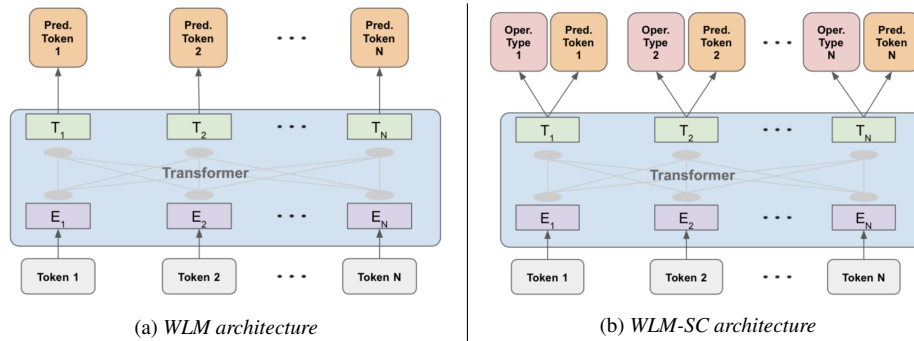 Pred.
Token
1
Pred.
Token
2
• • •
Pred.
Token
N
T1
T2
• • •
TN
Transformer
E1
E2
• • •
EN
Token 1
Token 2
• • •
Token N
(a) WLM architecture
Oper.
Type
1
Pred.
Token
1
Oper.
Type
2
Pred.
Token
2
• • •
Oper.
Type
N
Pred.
Token
N
T1
T2
• • •
TN
Transformer
E1
E2
• • •
EN
Token 1
Token 2
• • •
Token N
(b) WLM-SC architecture